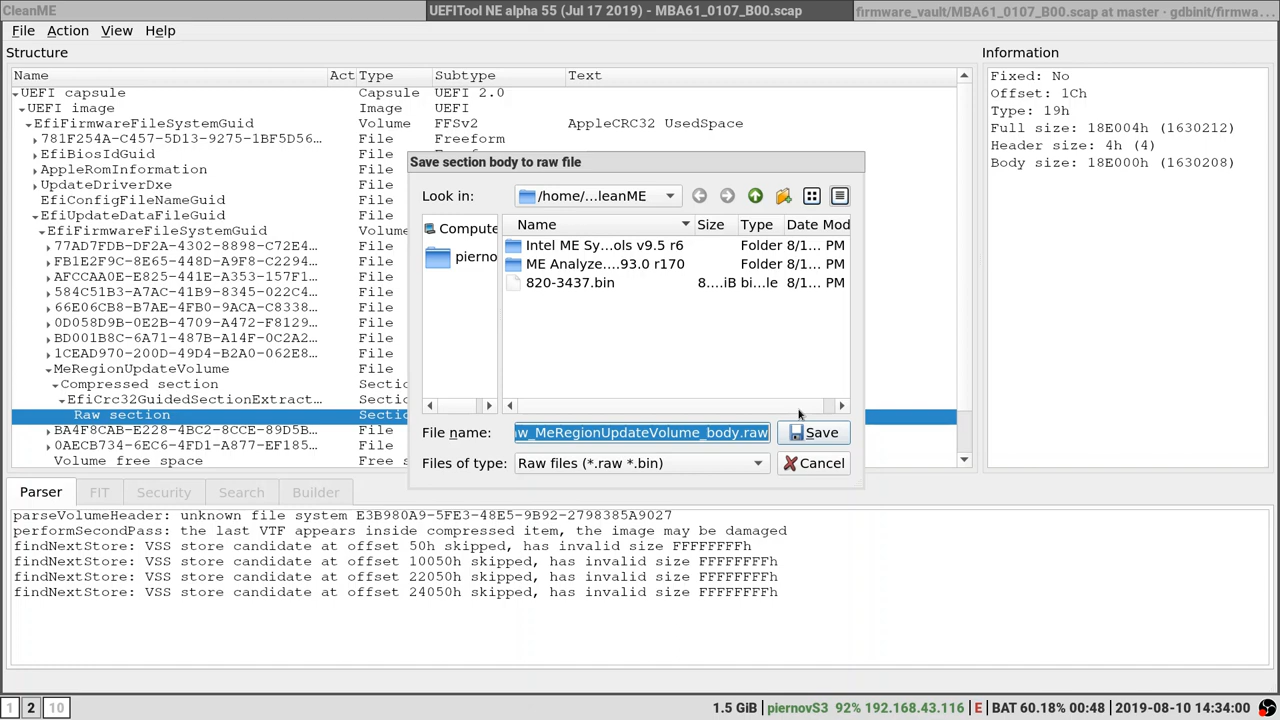 CleanME
UEFITool NE alpha 55 (Jul 17 2019) - MBA61_0107_B00.scap
firmware_vault/MBA61_0107_B00.scap at master · gdbinit/firmwa...
File Action View Help
Structure
Name Act Type Subtype Text
UEFI capsule Capsule UEFI 2.0
UEFI image Image UEFI
EfiFirmwareFileSystemGuid Volume FFSv2 AppleCRC32 UsedSpace
781F254A-C457-5D13-9275-1BF5D56... File Freeform
EfiBiosIdGuid File
AppleRomInformation File
UpdateDriverDxe File
EfiConfigFileNameGuid File
EfiUpdateDataFileGuid File
EfiFirmwareFileSystemGuid Volum
77AD7FDB-DF2A-4302-8898-C72E4... File
FB1E2F9C-8E65-448D-A9F8-C2294... File
AFCCAA0E-E825-441E-A353-157F1... File
584C51B3-A7AC-41B9-8345-022C4... File
66E06CB8-B7AE-4FB0-9ACA-C8338... File
0D058D9B-0E2B-4709-A472-F8129... File
BD001B8C-6A71-487B-A14F-0C2A2... File
1CEAD970-200D-49D4-B2A0-062E8... File
MeRegionUpdateVolume File
Compressed section Sectio
EfiCrc32GuidedSectionExtract... Sectio
Raw section Sectio
BA4F8CAB-E228-4BC2-8CCE-89D5B... File
0AECB734-6EC6-4FD1-A877-EF185... File
Volume free space Free s
Information
Fixed: No
Offset: 1Ch
Type: 19h
Full size: 18E004h (1630212)
Header size: 4h (4)
Body size: 18E000h (1630208)
Save section body to raw file
Look in: /home/...leanME
Compute
pierno
Name Size Type Date Mod
Intel ME Sy...ols v9.5 r6 Folder 8/1... PM
ME Analyze....93.0 r170 Folder 8/1... PM
820-3437.bin 8....iB bi...le 8/1... PM
File name: w_MeRegionUpdateVolume_body.raw Save
Files of type: Raw files (*.raw *.bin) Cancel
Parser FIT Security Search Builder
parseVolumeHeader: unknown file system E3B980A9-5FE3-48E5-9B92-2798385A9027
performSecondPass: the last VTF appears inside compressed item, the image may be damaged
findNextStore: VSS store candidate at offset 50h skipped, has invalid size FFFFFFFFh
findNextStore: VSS store candidate at offset 10050h skipped, has invalid size FFFFFFFFh
findNextStore: VSS store candidate at offset 22050h skipped, has invalid size FFFFFFFFh
findNextStore: VSS store candidate at offset 24050h skipped, has invalid size FFFFFFFFh
1 2 10
1.5 GiB | piernovS3 92% 192.168.43.116 | E | BAT 60.18% 00:48 | 2019-08-10 14:34:00